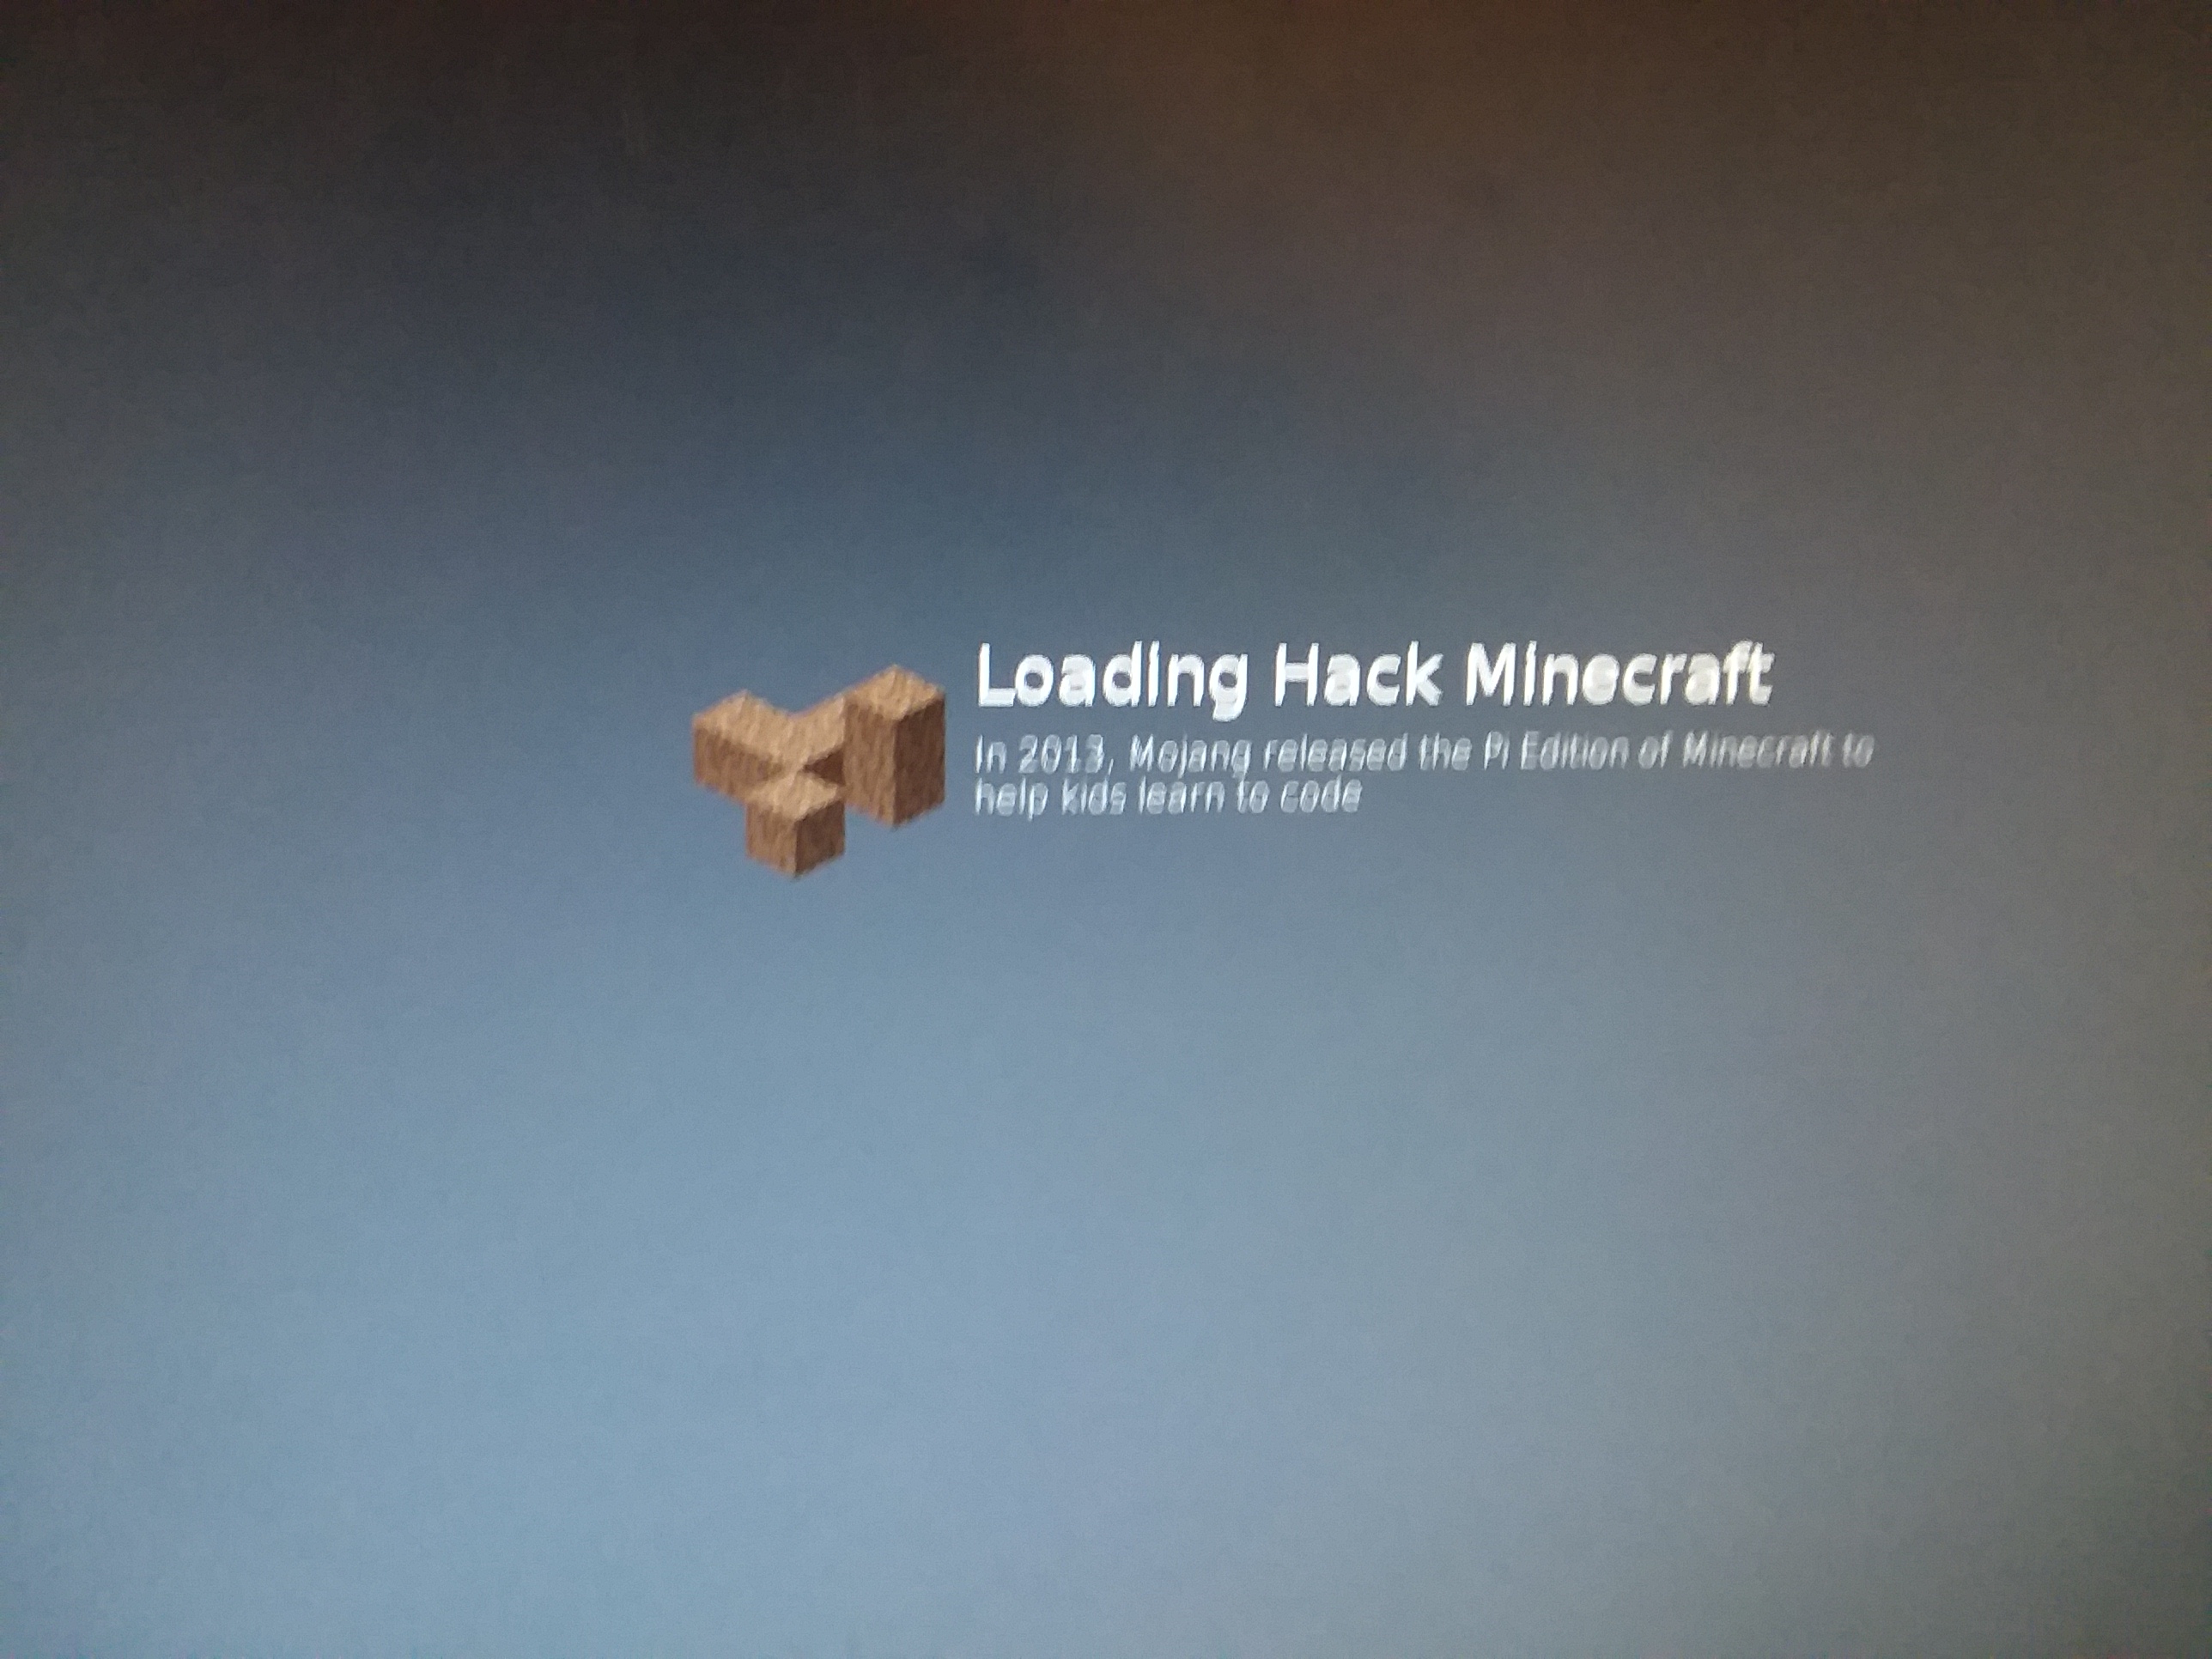 Loading Hack Minecraft
In 2013, Mojang released the Pi Edition of Minecraft to
help kids learn to code